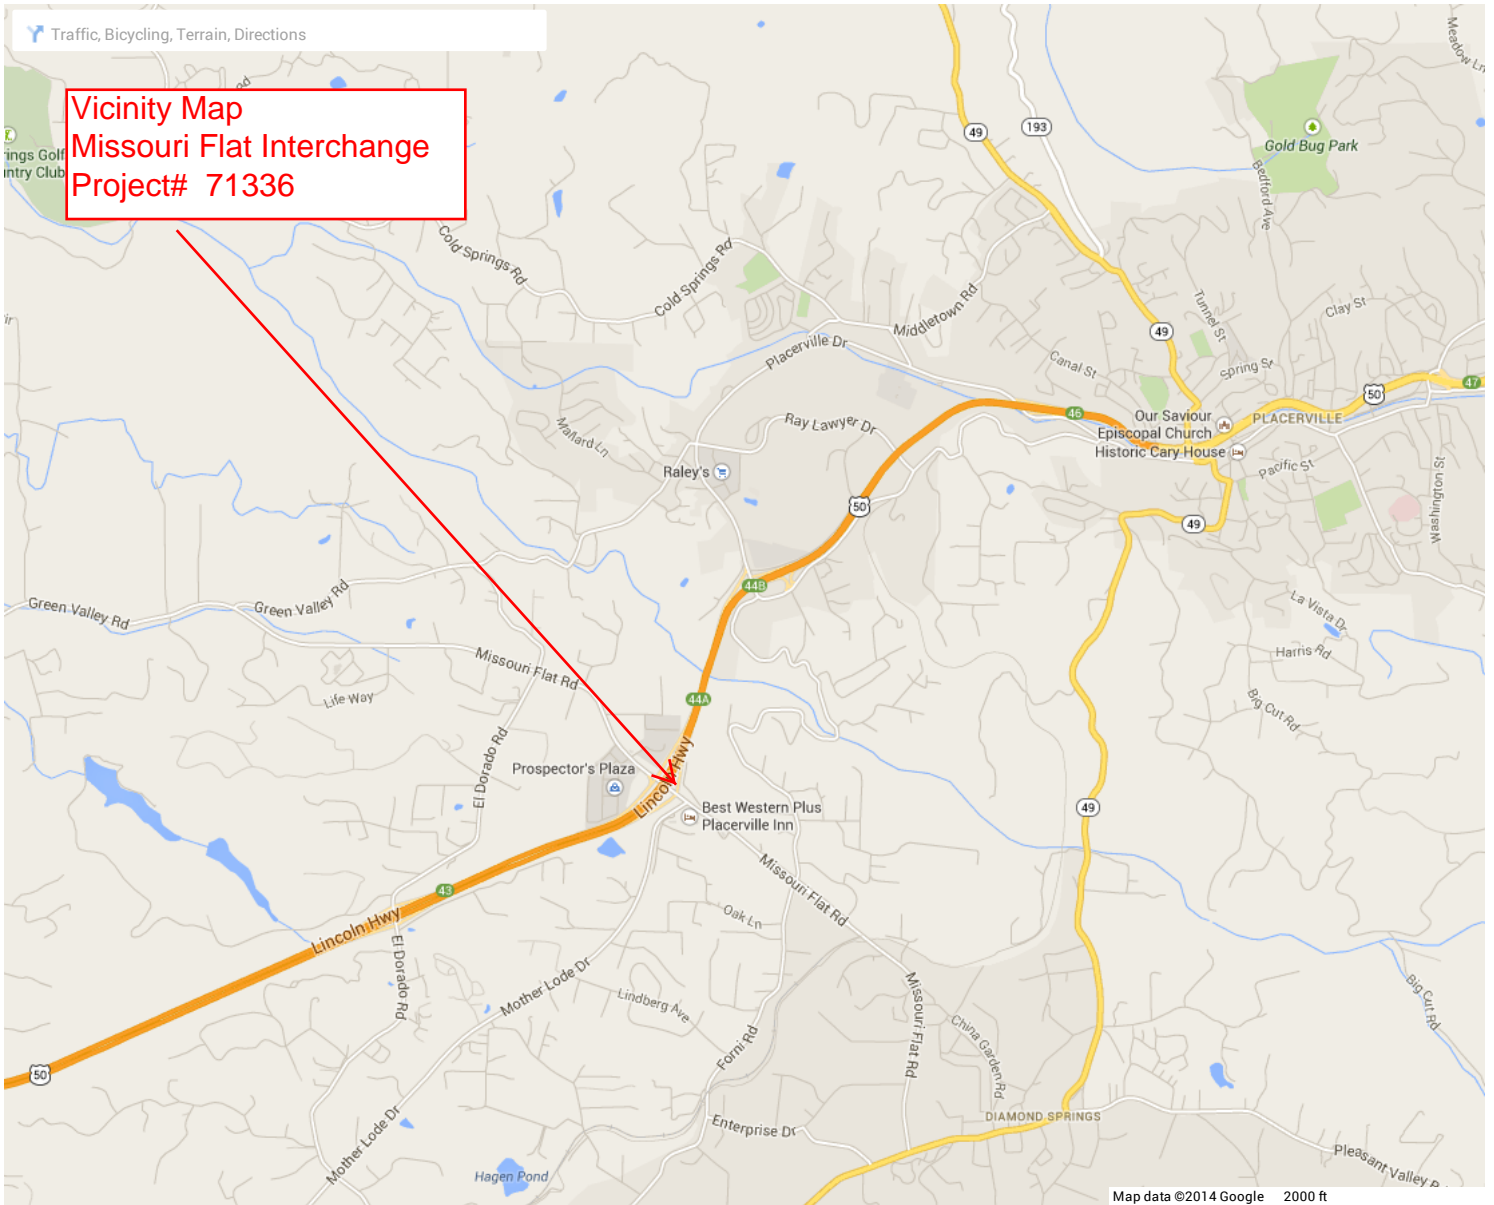 Traffic, Bicycling, Terrain, Directions
Vicinity Map
Missouri Flat Interchange
Project# 71336
Rd
rings Golf
ntry Club
Meadow Ln
49
193
Gold Bug Park
Bedford Ave
Cold Springs Rd
Cold Springs Rd
Middletown Rd
Tunnel St
Clay St
49
Placerville Dr
Canal St
Spring St
47
50
46
Our Saviour
Episcopal Church
PLACERVILLE
Historic Cary House
Ray Lawyer Dr
Mallard Ln
Raley's
Pacific St
Washington St
50
49
44B
Green Valley Rd
Green Valley Rd
La Vista Dr
Harris Rd
Missouri Flat Rd
Life Way
44A
Big Cut Rd
El Dorado Rd
Prospector's Plaza
Lincoln Hwy
Best Western Plus
Placerville Inn
49
43
Missouri Flat Rd
Oak Ln
Lincoln Hwy
El Dorado Rd
Mother Lode Dr
Lindberg Ave
Missouri Flat Rd
Big Cut Rd
China Garden Rd
Forni Rd
50
DIAMOND SPRINGS
Enterprise Dr
Mother Lode Dr
Hagen Pond
Pleasant Valley R
Map data ©2014 Google 2000 ft